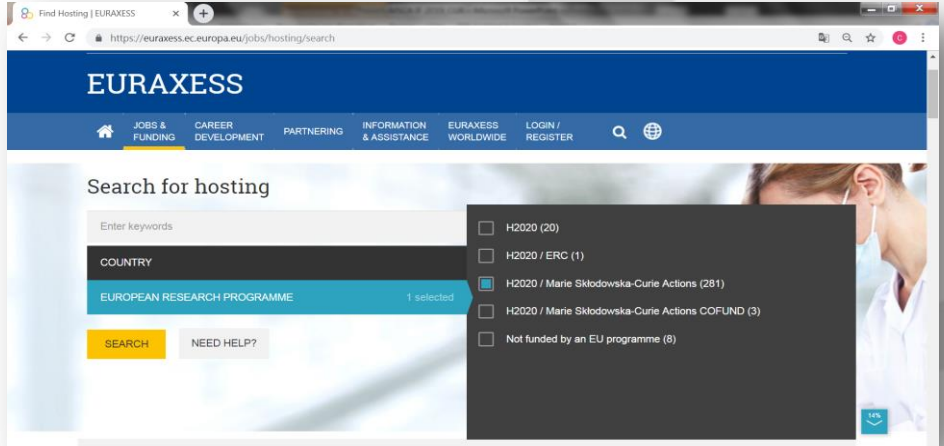 Find Hosting | EURAXESS
https://euraxess.ec.europa.eu/jobs/hosting/search
C
EURAXESS
JOBS & FUNDING
CAREER DEVELOPMENT
PARTNERING
INFORMATION & ASSISTANCE
EURAXESS WORLDWIDE
LOGIN / REGISTER
Search for hosting
Enter keywords
COUNTRY
EUROPEAN RESEARCH PROGRAMME 1 selected
SEARCH
NEED HELP?
H2020 (20)
H2020 / ERC (1)
H2020 / Marie Skłodowska-Curie Actions (281)
H2020 / Marie Skłodowska-Curie Actions COFUND (3)
Not funded by an EU programme (8)
14%